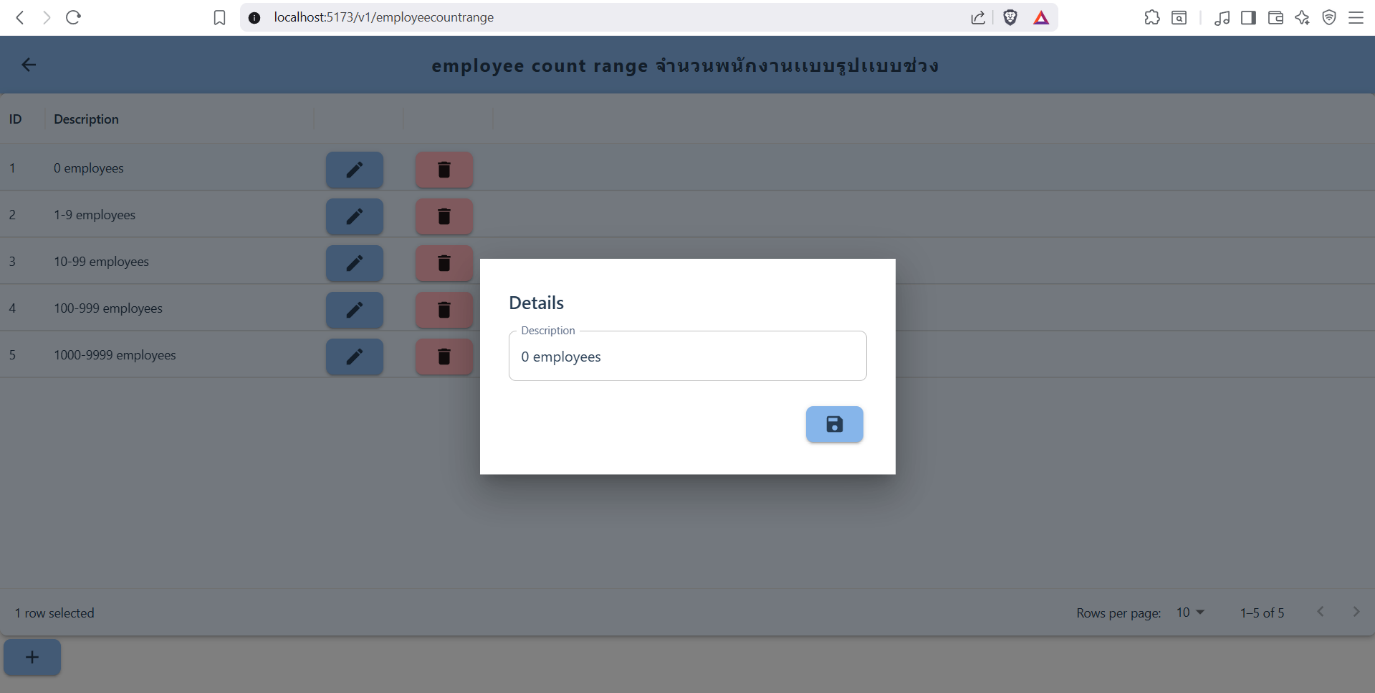 localhost:5173/v1/employeecountrange
employee count range จำนวนพนักงานแบบรูปแบบช่วง
ID Description
1 0 employees
2 1-9 employees
3 10-99 employees
4 100-999 employees
5 1000-9999 employees
Details
Description
0 employees
1 row selected Rows per page: 10 1–5 of 5